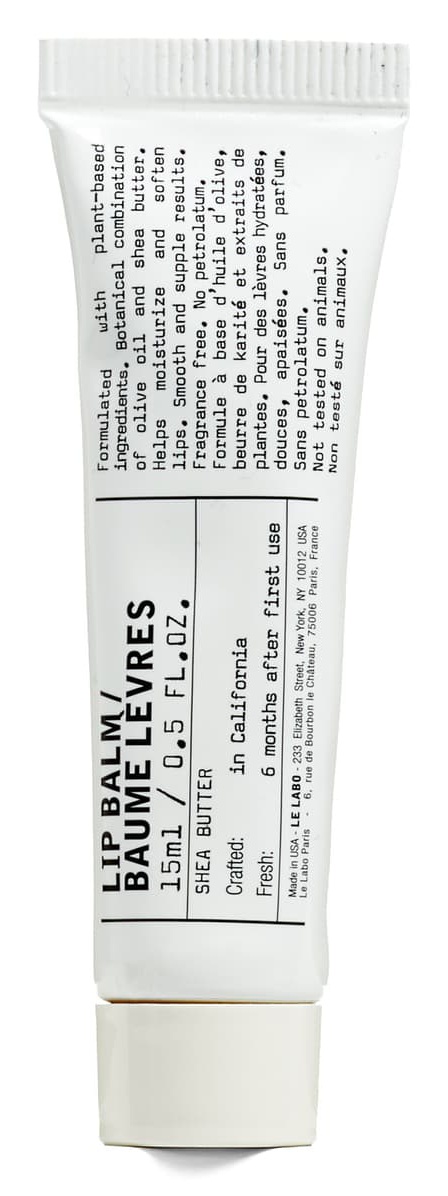 LIP BALM/
BAUME LÈVRES
15ml / 0.5 FL.OZ.
SHEA BUTTER
Crafted: in California
Fresh: 6 months after first use
Made in USA - LE LABO - 233 Elizabeth Street, New York, NY 10012 USA
Le Labo Paris - 6, rue de Bourbon le Château, 75006 Paris, France
Formulated with plant-based
ingredients. Botanical combination
of olive oil and shea butter.
Helps moisturize and soften
lips. Smooth and supple results.
Fragrance free. No petrolatum.
Formule à base d'huile d'olive,
beurre de karité et extraits de
plantes. Pour des lèvres hydratées,
douces, apaisées. Sans parfum.
Sans petrolatum.
Not tested on animals.
Non testé sur animaux.